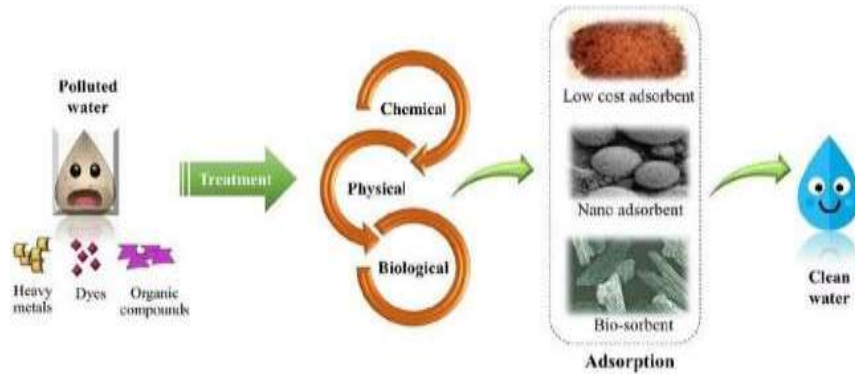 Polluted
water
Heavy
metals
Dyes
Organic
compounds
Treatment
Chemical
Physical
Biological
Low cost adsorbent
Nano adsorbent
Bio-sorbent
Adsorption
Clean
water